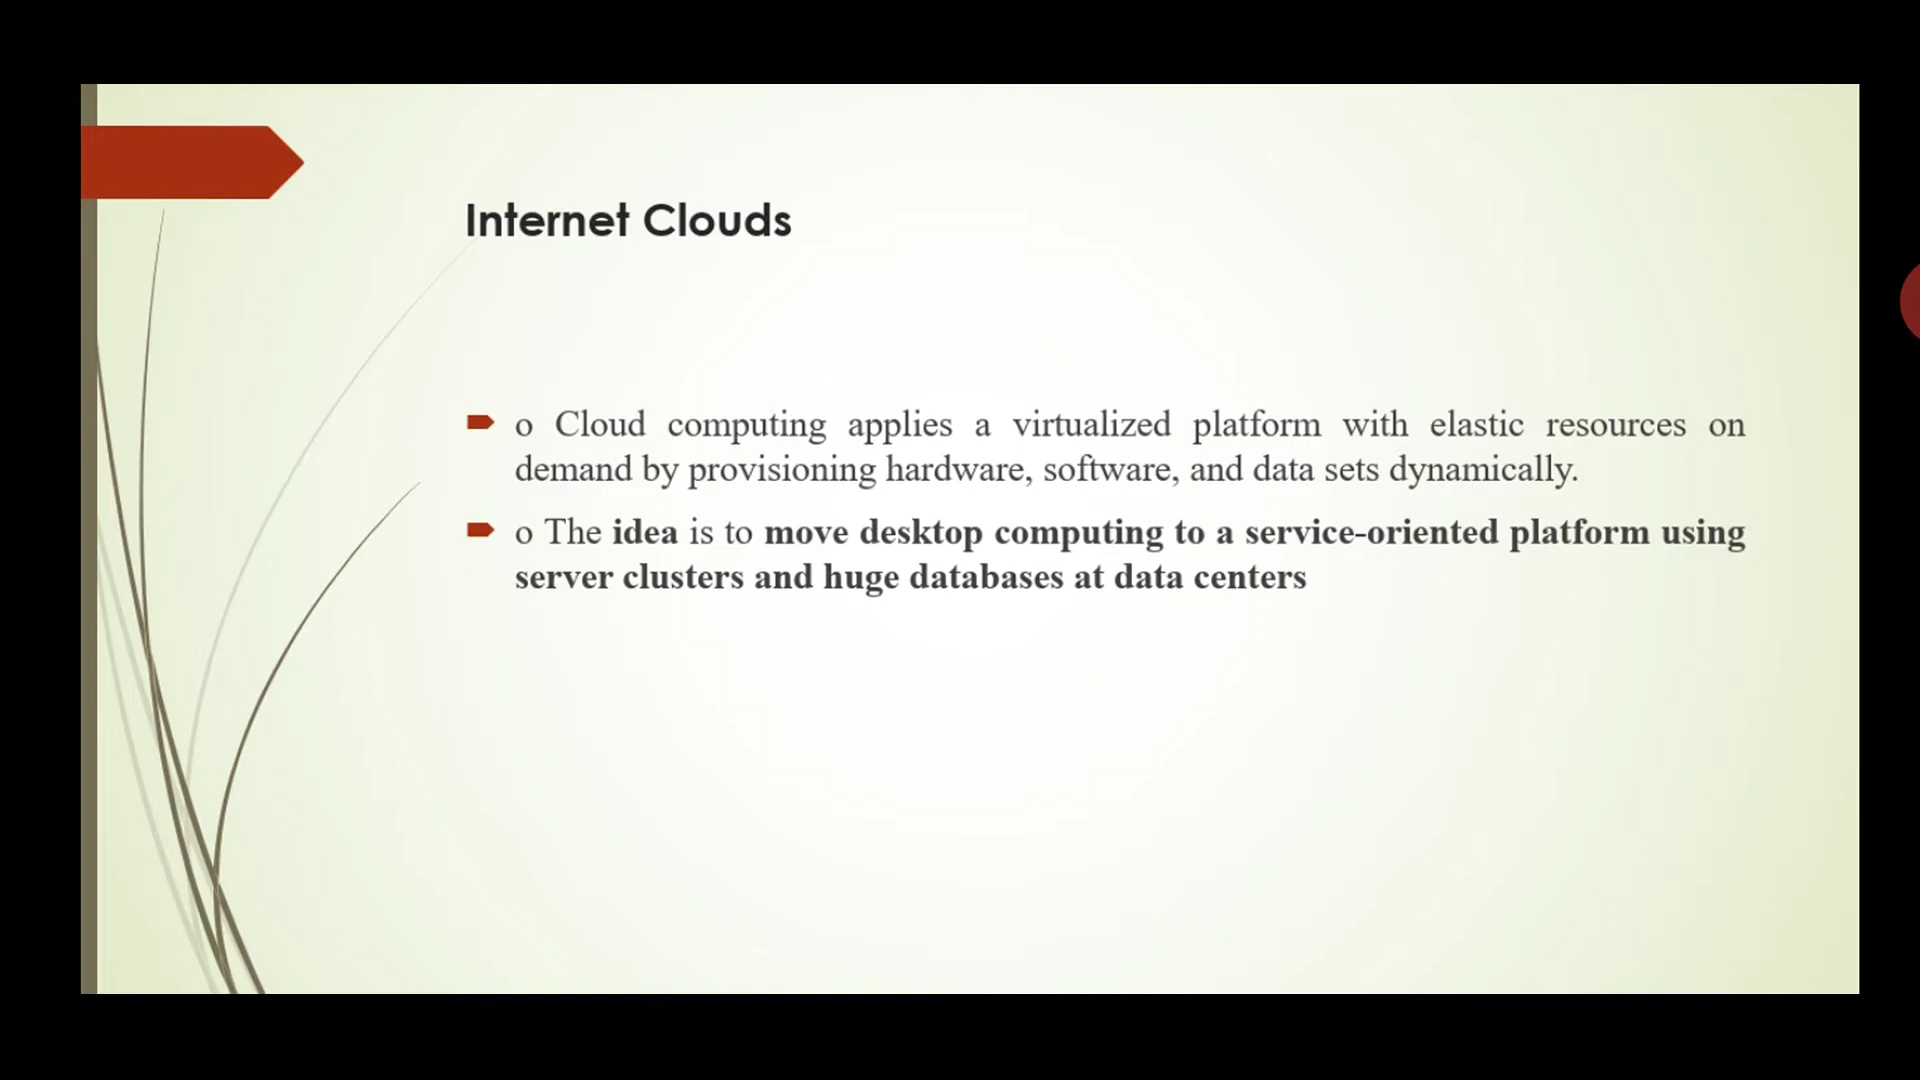 Internet Clouds
o Cloud computing applies a virtualized platform with elastic resources on
demand by provisioning hardware, software, and data sets dynamically.
o The idea is to move desktop computing to a service-oriented platform using
server clusters and huge databases at data centers